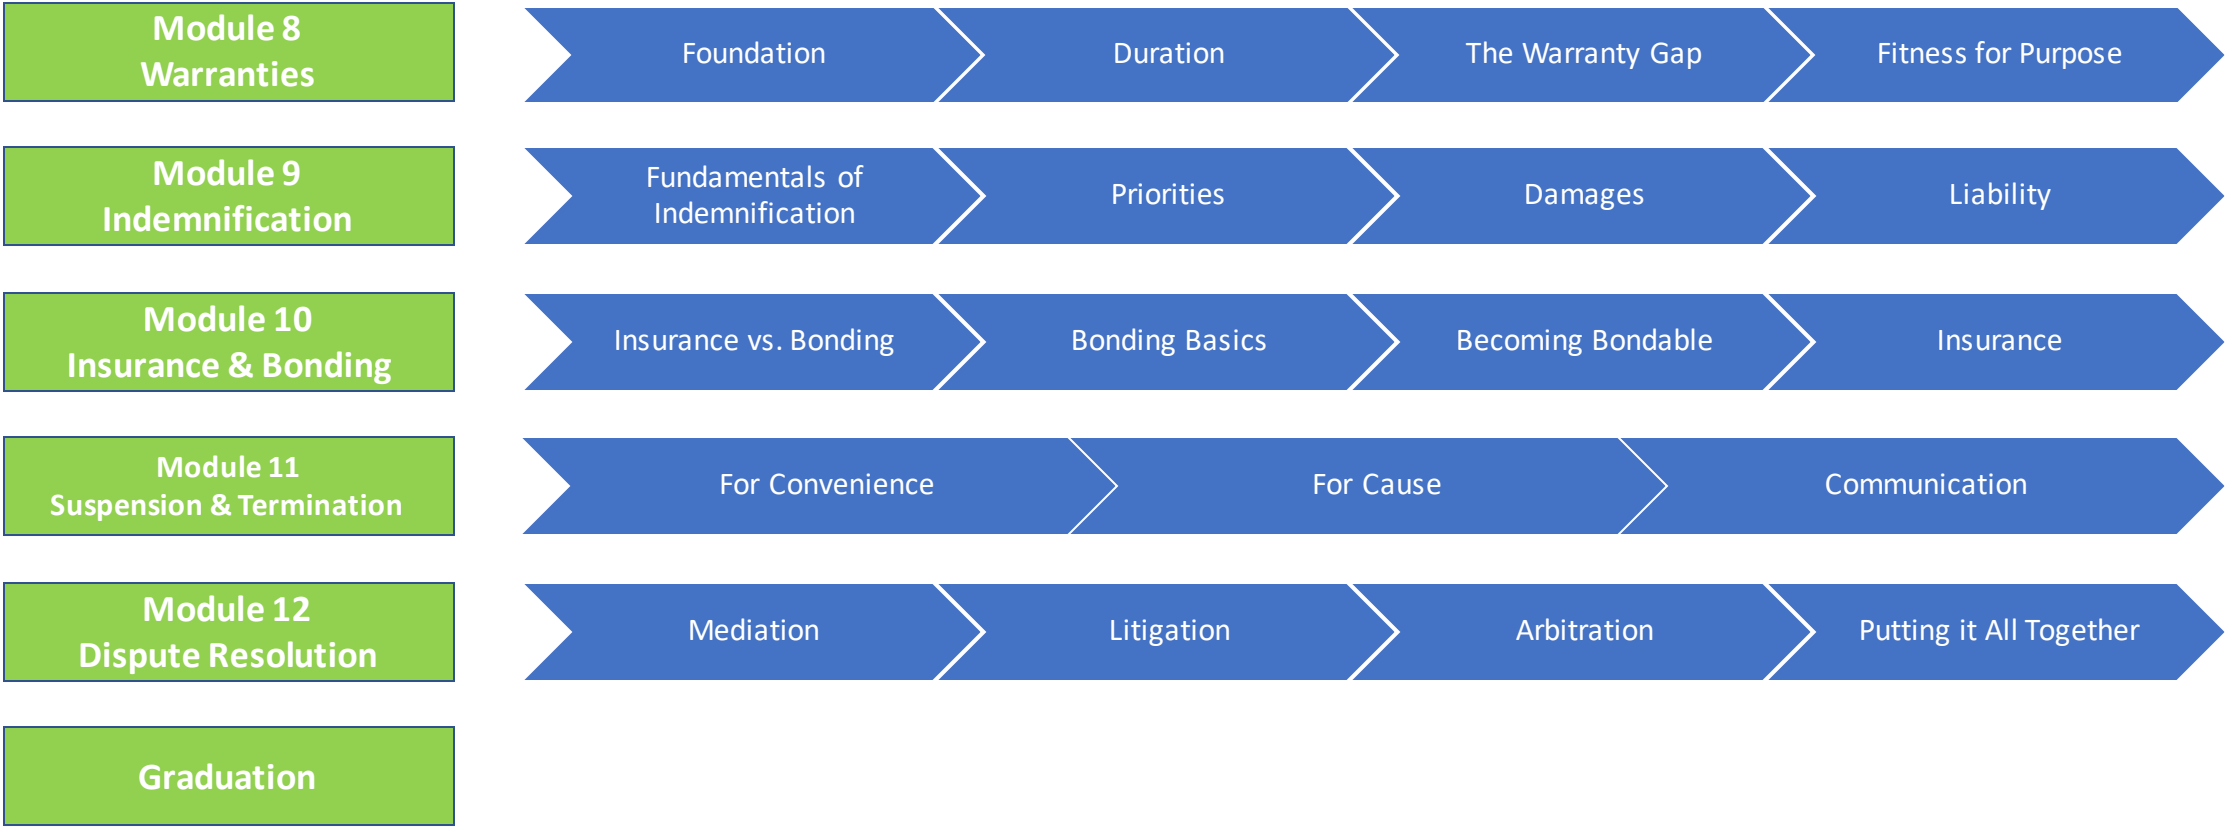 Module 8
Warranties
Foundation
Duration
The Warranty Gap
Fitness for Purpose
Module 9
Indemnification
Fundamentals of
Indemnification
Priorities
Damages
Liability
Module 10
Insurance & Bonding
Insurance vs. Bonding
Bonding Basics
Becoming Bondable
Insurance
Module 11
Suspension & Termination
For Convenience
For Cause
Communication
Module 12
Dispute Resolution
Mediation
Litigation
Arbitration
Putting it All Together
Graduation